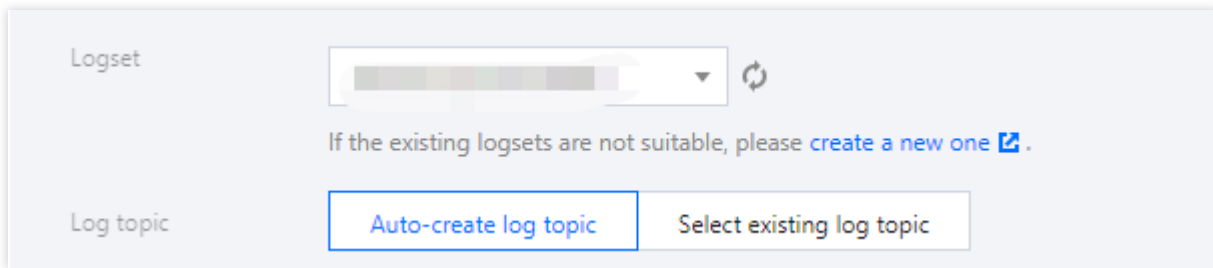 Logset
If the existing logsets are not suitable, please create a new one .
Log topic
Auto-create log topic
Select existing log topic